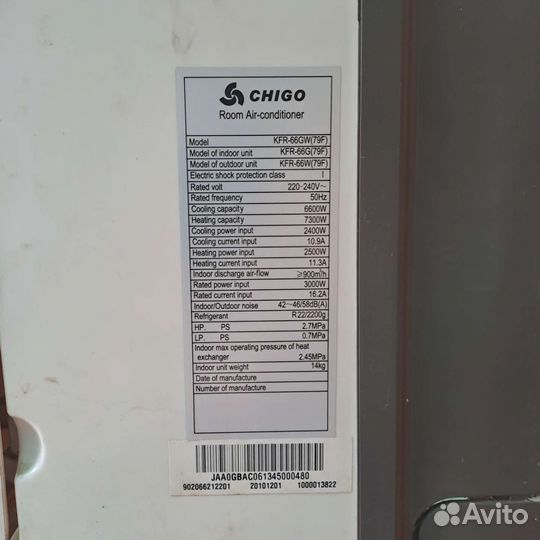 CHIGO
Room Air-conditioner
Model KFR-66GW(79F)
Model of indoor unit KFR-66G(79F)
Model of outdoor unit KFR-66W(79F)
Electric shock protection class I
Rated volt 220-240V~
Rated frequency 50Hz
Cooling capacity 6600W
Heating capacity 7300W
Cooling power input 2400W
Cooling current input 10.9A
Heating power input 2500W
Heating current input 11.3A
Indoor discharge air-flow ≥900m³/h
Rated power input 3000W
Rated current input 16.2A
Indoor/Outdoor noise 42~46/58dB(A)
Refrigerant R22/2200g
HP. PS 2.7MPa
LP. PS 0.7MPa
Indoor max operating pressure of heat
exchanger 2.45MPa
Indoor unit weight 14kg
Date of manufacture
Number of manufacture
JAA0GBAC061345000480
902066212201 20101201 1000013822
Avito